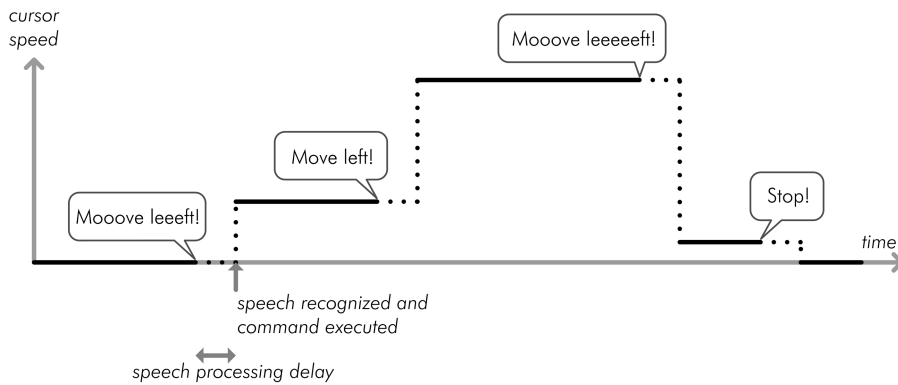 cursor
speed
Mooove leeeeeft!
Move left!
Mooove leeeft!
Stop!
time
speech recognized and
command executed
speech processing delay